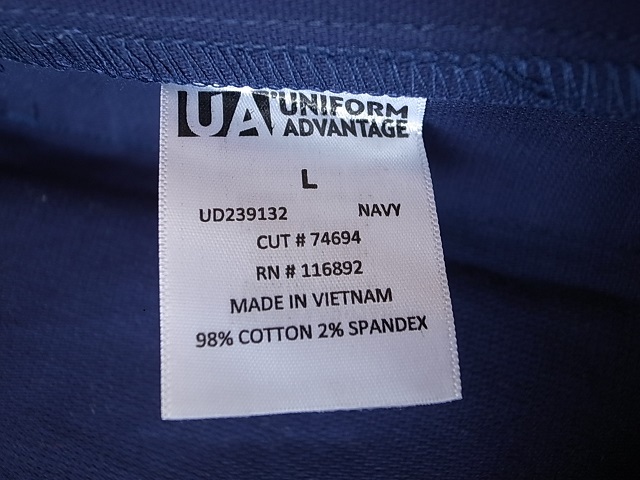 UA UNIFORM
ADVANTAGE
L
UD239132 NAVY
CUT # 74694
RN # 116892
MADE IN VIETNAM
98% COTTON 2% SPANDEX